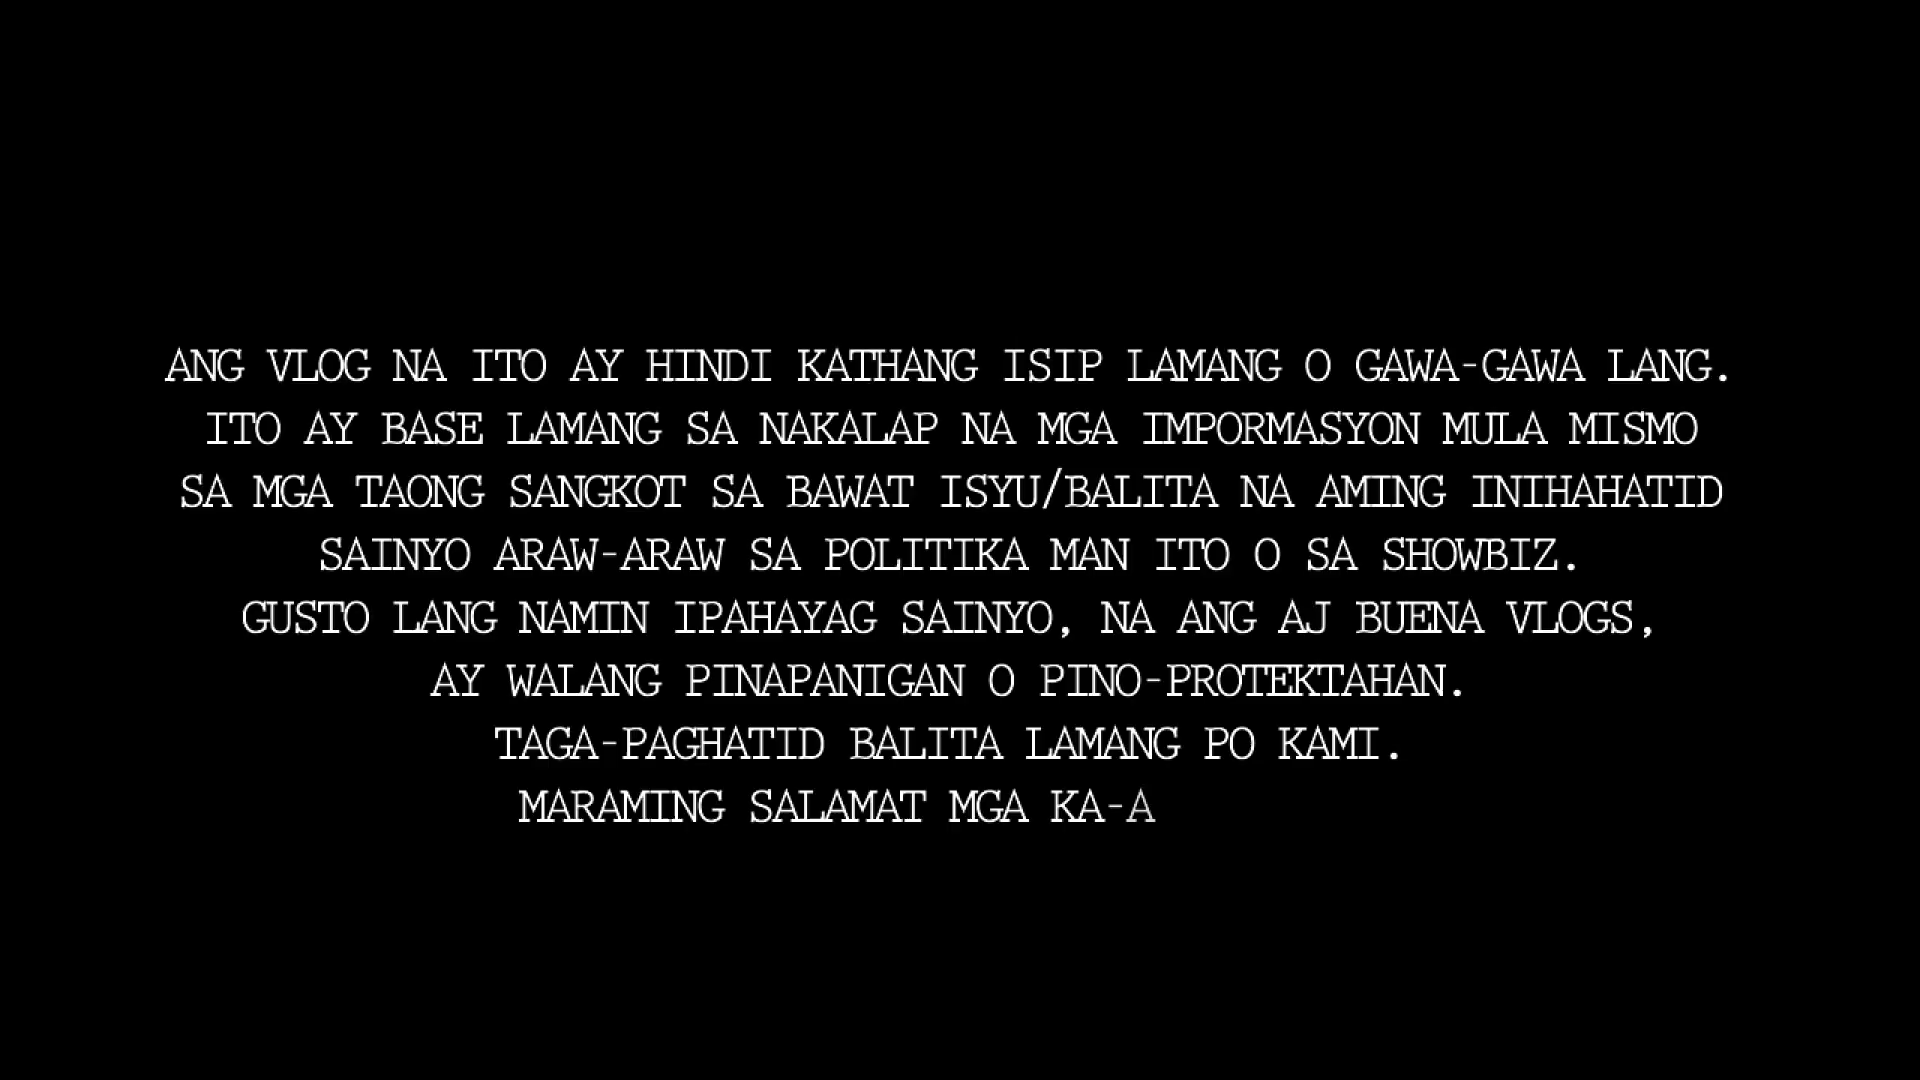 ANG VLOG NA ITO AY HINDI KATHANG ISIP LAMANG O GAWA-GAWA LANG.
ITO AY BASE LAMANG SA NAKALAP NA MGA IMPORMASYON MULA MISMO
SA MGA TAONG SANGKOT SA BAWAT ISYU/BALITA NA AMING INIHAHATID
SAINYO ARAW-ARAW SA POLITIKA MAN ITO O SA SHOWBIZ.
GUSTO LANG NAMIN IPAHAYAG SAINYO, NA ANG AJ BUENA VLOGS,
AY WALANG PINAPANIGAN O PINO-PROTEKTAHAN.
TAGA-PAGHATID BALITA LAMANG PO KAMI.
MARAMING SALAMAT MGA KA-A